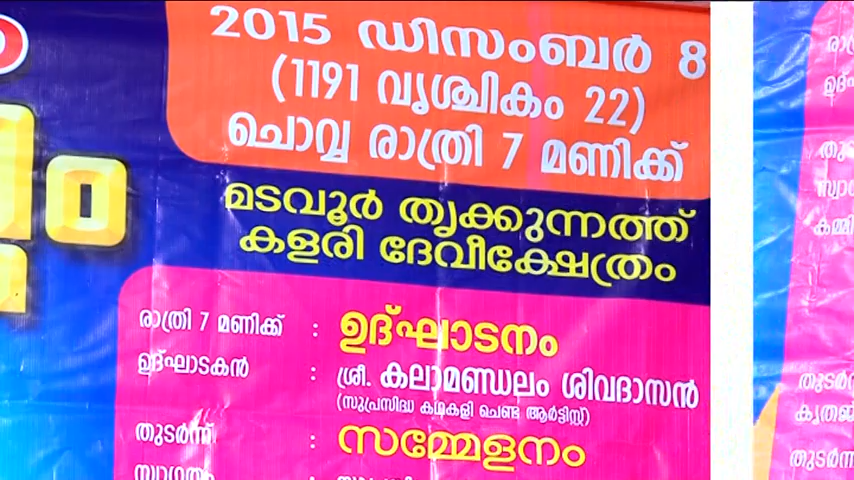 2015 ഡിസംബർ 8
(1191 വൃശ്ചികം 22)
ചൊവ്വ രാത്രി 7 മണിക്ക്
മടവൂർ തൃക്കുന്നത്ത്
കളരി ദേവീക്ഷേത്രം
രാത്രി 7 മണിക്ക് : ഉദ്ഘാടനം
ഉദ്ഘാടകൻ : ശ്രീ. കലാമണ്ഡലം ശിവദാസൻ
(സുപ്രസിദ്ധ കഥകളി ചെണ്ട ആർട്ടിസ്റ്റ്)
തുടർന്ന് : സമ്മേളനം